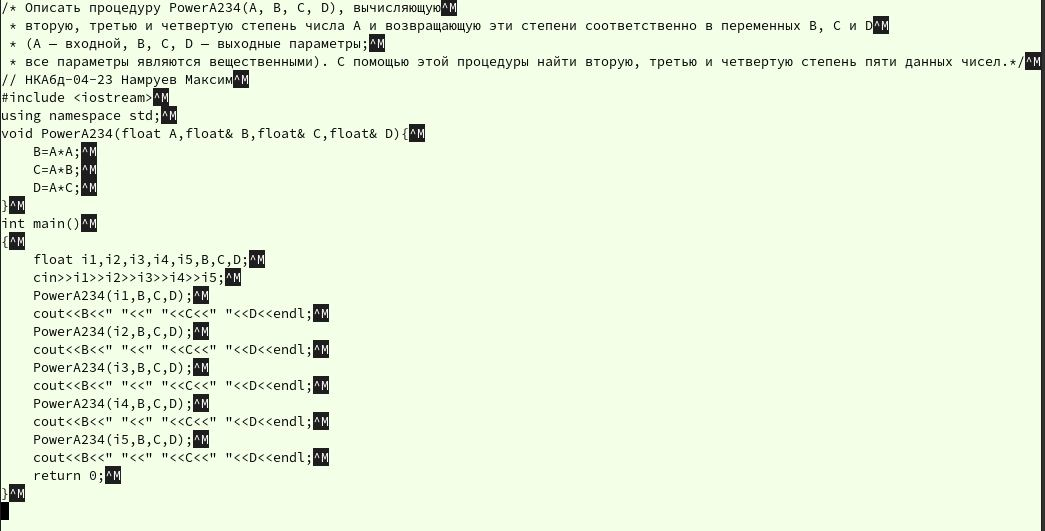 /* Описать процедуру PowerA234(A, B, C, D), вычисляющую^M
 * вторую, третью и четвертую степень числа A и возвращающую эти степени соответственно в переменных B, C и D^M
 * (A — входной, B, C, D — выходные параметры;^M
 * все параметры являются вещественными). С помощью этой процедуры найти вторую, третью и четвертую степень пяти данных чисел.*/^M
// НКАбд-04-23 Намруев Максим^M
#include <iostream>^M
using namespace std;^M
void PowerA234(float A,float& B,float& C,float& D){^M
    B=A*A;^M
    C=A*B;^M
    D=A*C;^M
}^M
int main()^M
{^M
    float i1,i2,i3,i4,i5,B,C,D;^M
    cin>>i1>>i2>>i3>>i4>>i5;^M
    PowerA234(i1,B,C,D);^M
    cout<<B<<" "<<" "<<C<<" "<<D<<endl;^M
    PowerA234(i2,B,C,D);^M
    cout<<B<<" "<<" "<<C<<" "<<D<<endl;^M
    PowerA234(i3,B,C,D);^M
    cout<<B<<" "<<" "<<C<<" "<<D<<endl;^M
    PowerA234(i4,B,C,D);^M
    cout<<B<<" "<<" "<<C<<" "<<D<<endl;^M
    PowerA234(i5,B,C,D);^M
    cout<<B<<" "<<" "<<C<<" "<<D<<endl;^M
    return 0;^M
}^M